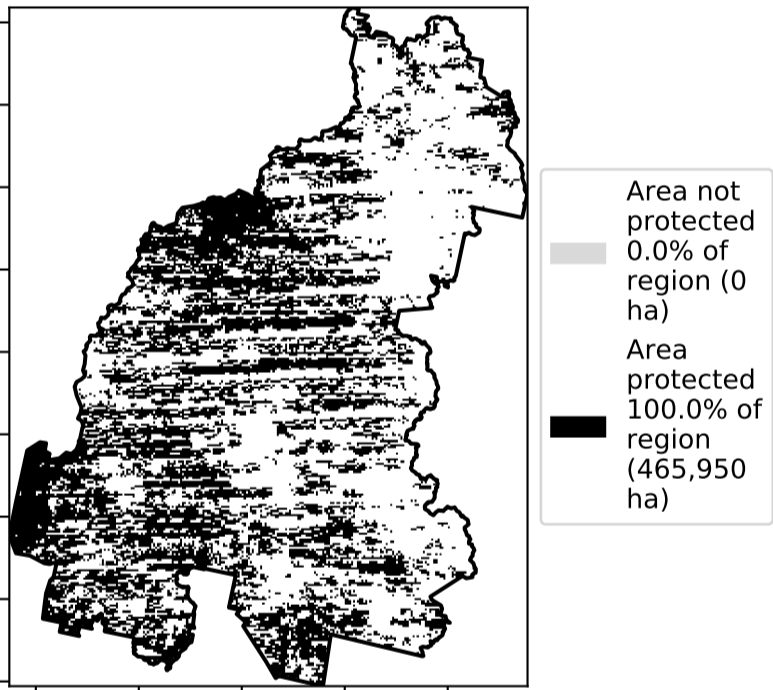 Area not
protected
0.0% of
region (0
ha)
Area
protected
100.0% of
region
(465,950
ha)